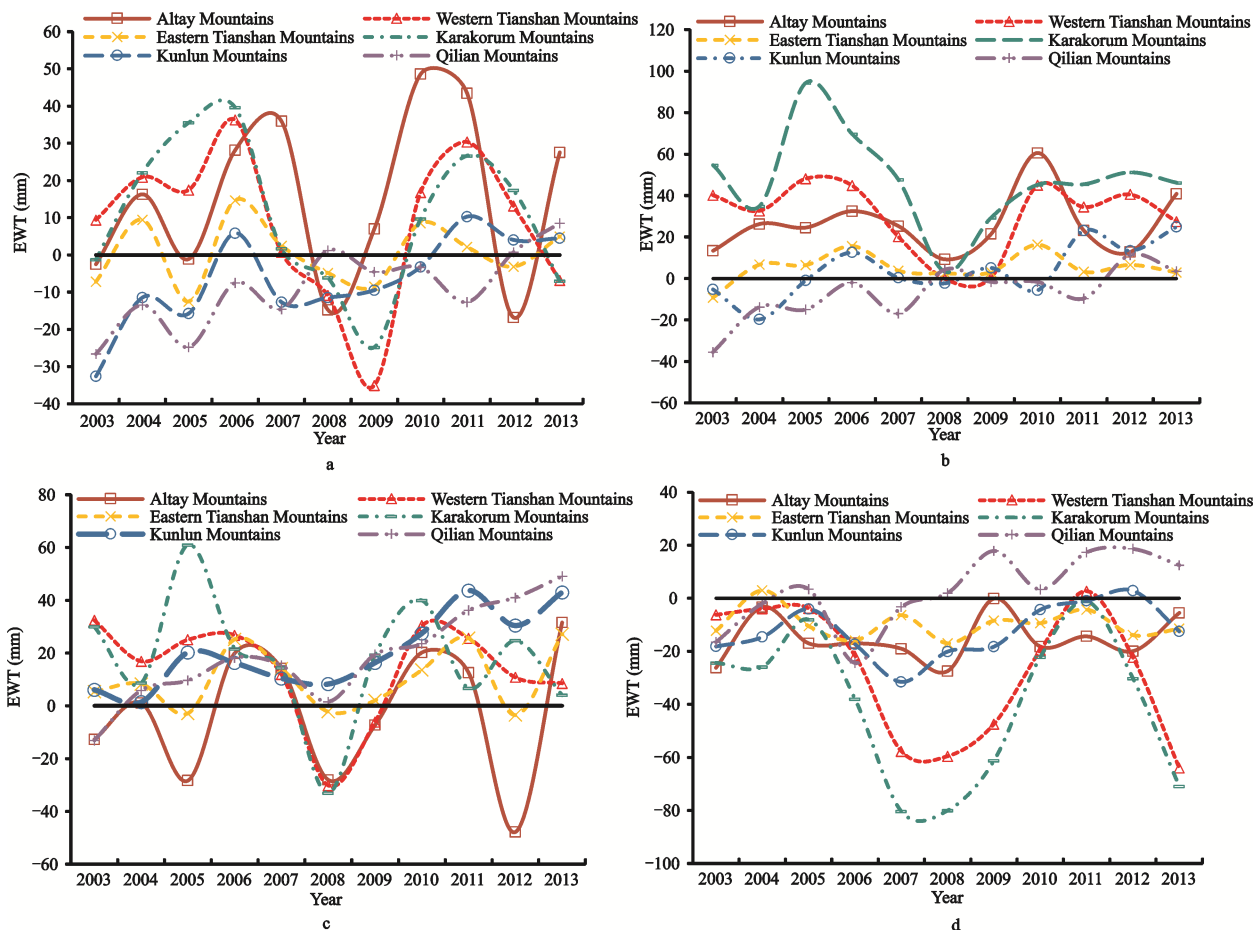 Altay Mountains Western Tianshan Mountains
Eastern Tianshan Mountains Karakorum Mountains
Kunlun Mountains Qilian Mountains
60
50
40
30
20
10
0
−10
−20
−30
−40
EWT (mm)
2003 2004 2005 2006 2007 2008 2009 2010 2011 2012 2013
Year
a
Altay Mountains Western Tianshan Mountains
Eastern Tianshan Mountains Karakorum Mountains
Kunlun Mountains Qilian Mountains
120
100
80
60
40
20
0
−20
−40
−60
EWT (mm)
2003 2004 2005 2006 2007 2008 2009 2010 2011 2012 2013
Year
b
Altay Mountains Western Tianshan Mountains
Eastern Tianshan Mountains Karakorum Mountains
Kunlun Mountains Qilian Mountains
80
60
40
20
0
−20
−40
−60
EWT (mm)
2003 2004 2005 2006 2007 2008 2009 2010 2011 2012 2013
Year
c
Altay Mountains Western Tianshan Mountains
Eastern Tianshan Mountains Karakorum Mountains
Kunlun Mountains Qilian Mountains
40
20
0
−20
−40
−60
−80
−100
EWT (mm)
2003 2004 2005 2006 2007 2008 2009 2010 2011 2012 2013
Year
d